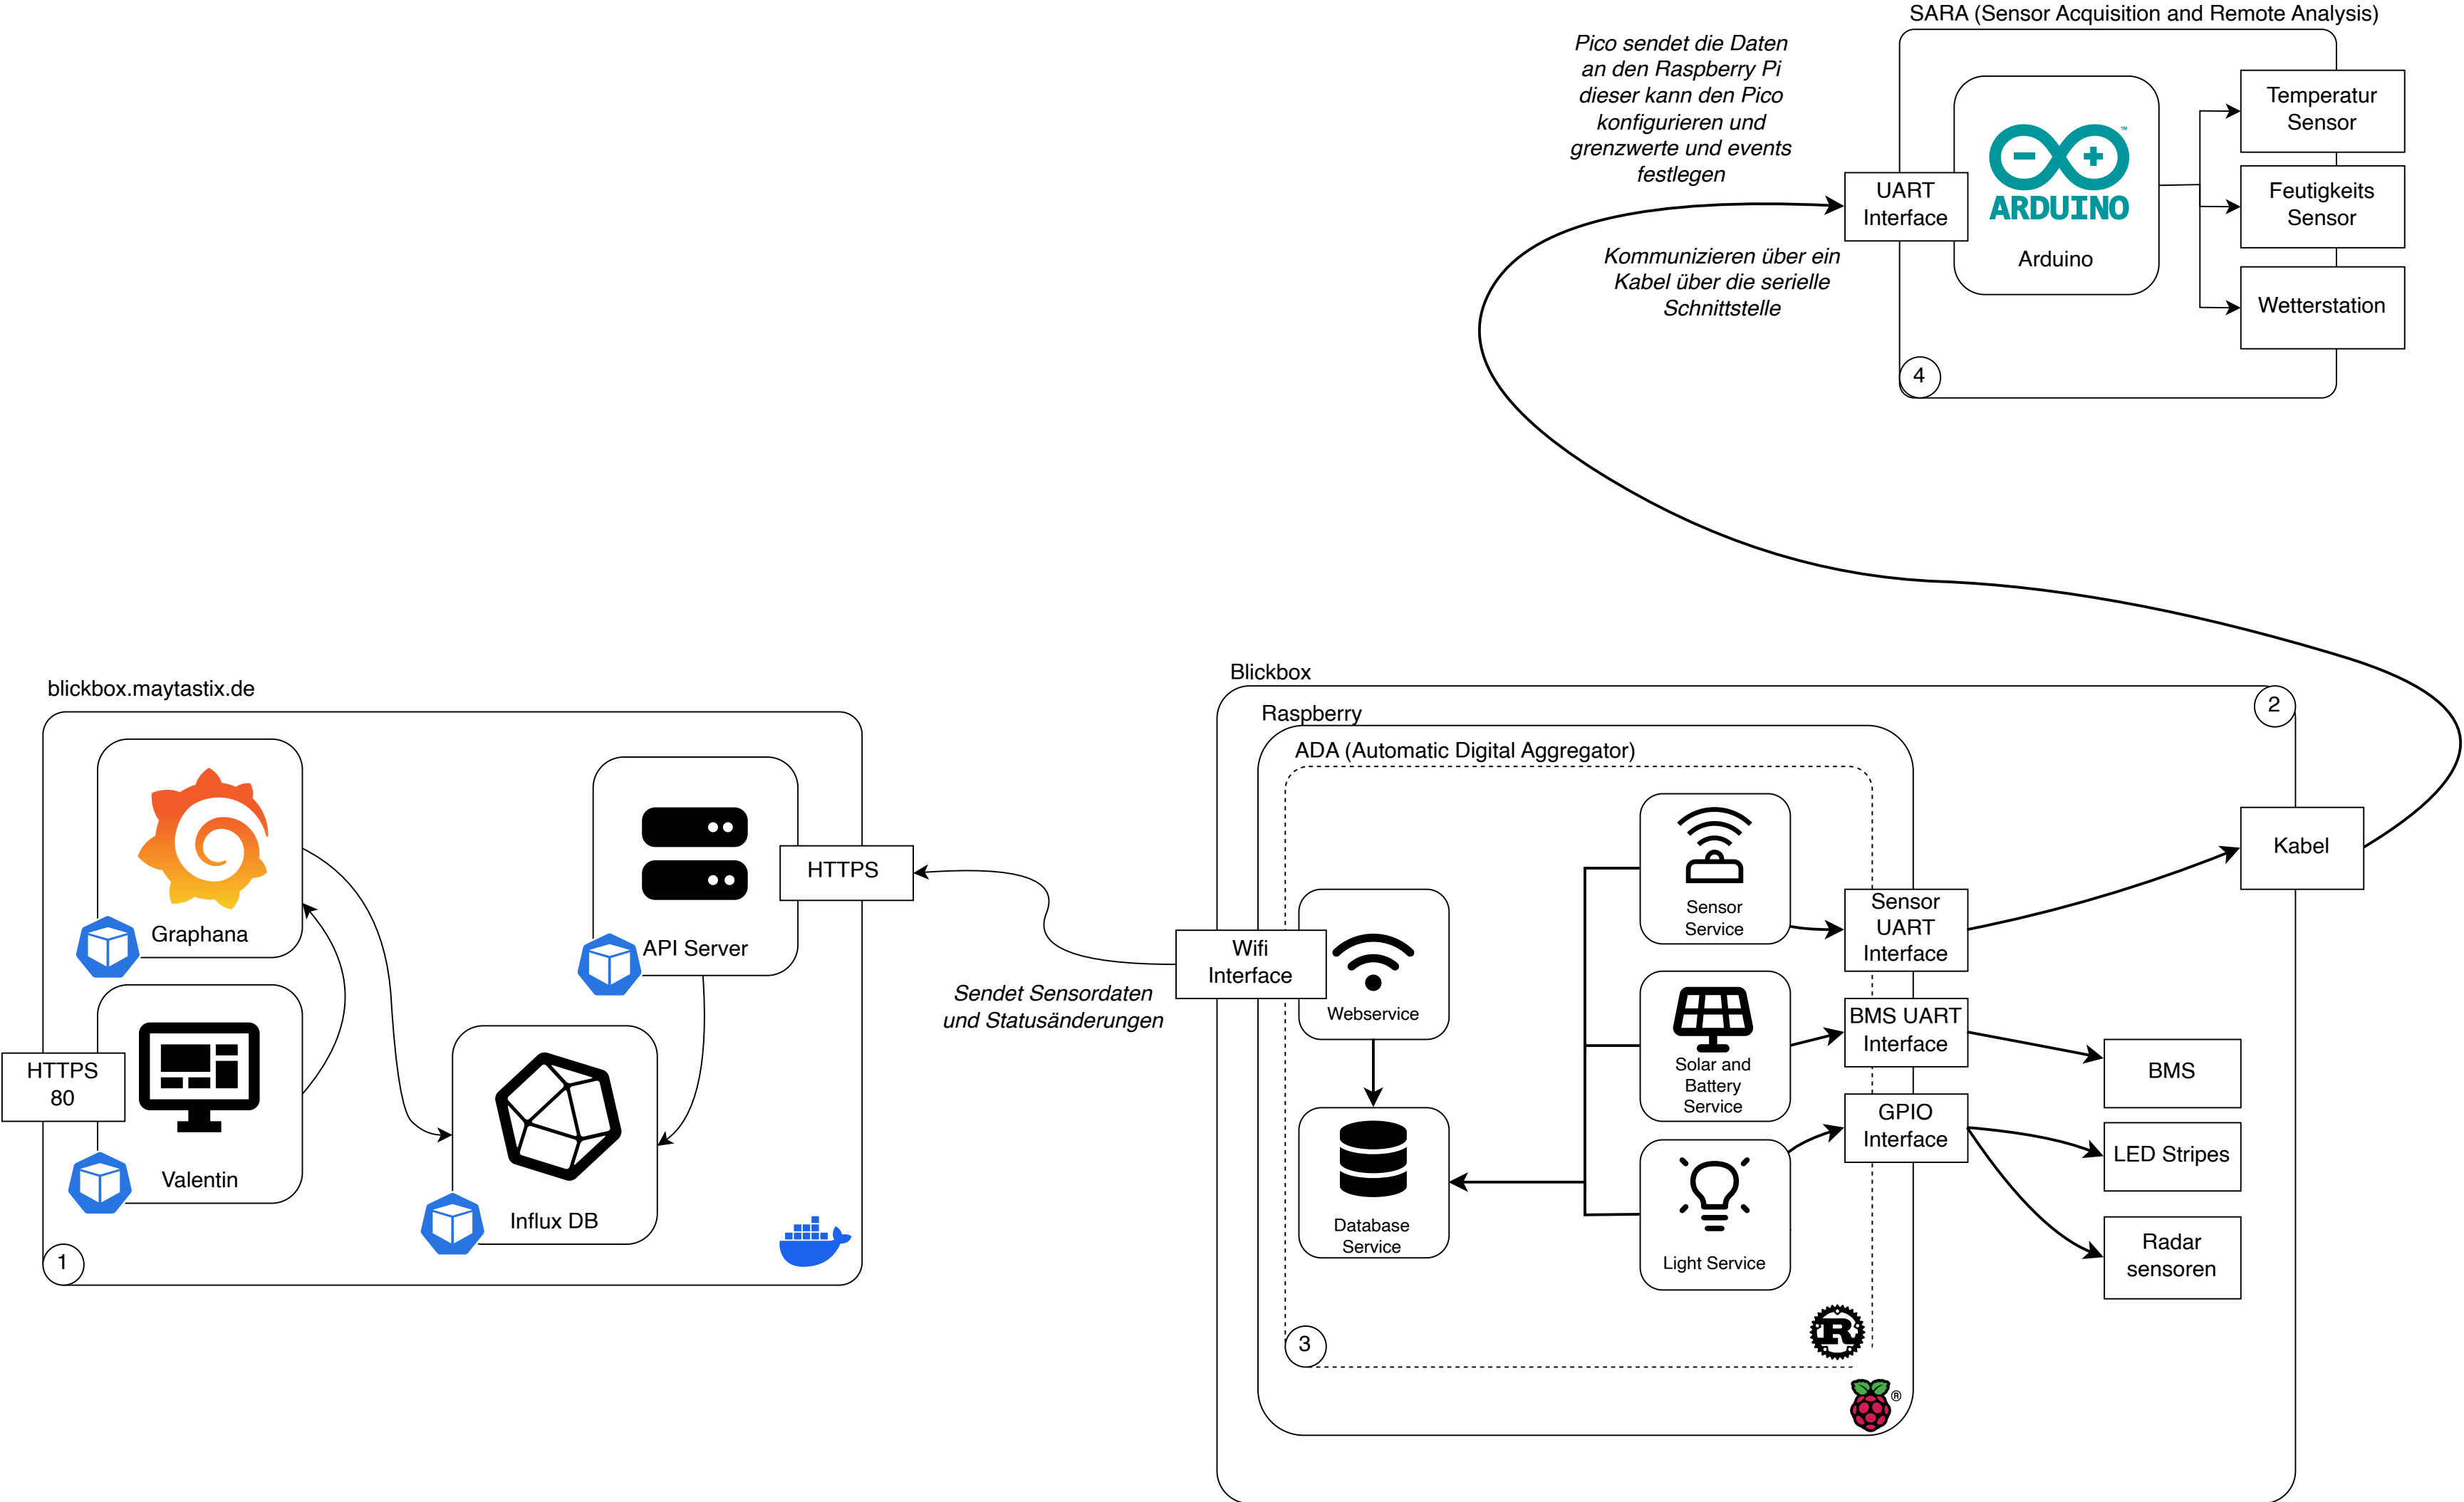 SARA (Sensor Acquisition and Remote Analysis)
Pico sendet die Daten
an den Raspberry Pi
dieser kann den Pico
konfigurieren und
grenzwerte und events
festlegen
UART
Interface
Kommunizieren über ein
Kabel über die serielle
Schnittstelle
ARDUINO
™
Arduino
Temperatur
Sensor
Feutigkeits
Sensor
Wetterstation
4
blickbox.maytastix.de
Graphana
API Server
HTTPS
HTTPS
80
Valentin
Influx DB
1
Sendet Sensordaten
und Statusänderungen
Blickbox
2
Raspberry
ADA (Automatic Digital Aggregator)
Wifi
Interface
Webservice
Database
Service
Sensor
Service
Solar and
Battery
Service
Light Service
Sensor
UART
Interface
BMS UART
Interface
GPIO
Interface
Kabel
BMS
LED Stripes
Radar
sensoren
3
R
®